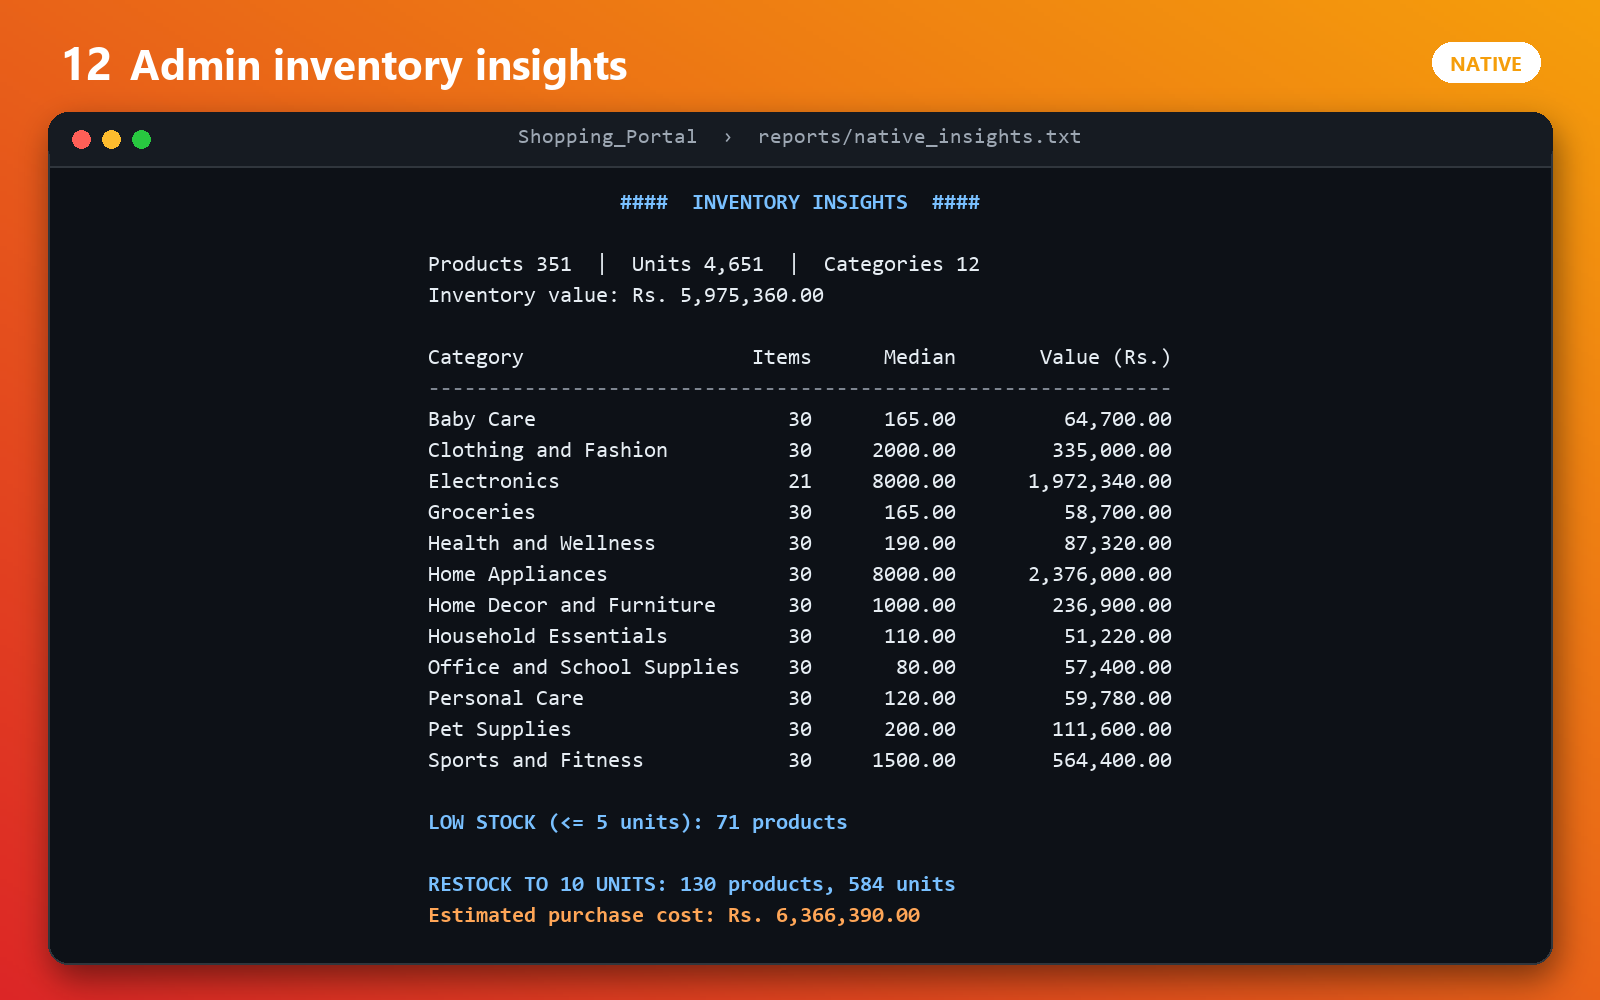 12 Admin inventory insights
NATIVE
Shopping_Portal › reports/native_insights.txt
#### INVENTORY INSIGHTS ####
Products 351 | Units 4,651 | Categories 12
Inventory value: Rs. 5,975,360.00
Category Items Median Value (Rs.)
--------------------------------------------------------------
Baby Care 30 165.00 64,700.00
Clothing and Fashion 30 2000.00 335,000.00
Electronics 21 8000.00 1,972,340.00
Groceries 30 165.00 58,700.00
Health and Wellness 30 190.00 87,320.00
Home Appliances 30 8000.00 2,376,000.00
Home Decor and Furniture 30 1000.00 236,900.00
Household Essentials 30 110.00 51,220.00
Office and School Supplies 30 80.00 57,400.00
Personal Care 30 120.00 59,780.00
Pet Supplies 30 200.00 111,600.00
Sports and Fitness 30 1500.00 564,400.00
LOW STOCK (<= 5 units): 71 products
RESTOCK TO 10 UNITS: 130 products, 584 units
Estimated purchase cost: Rs. 6,366,390.00